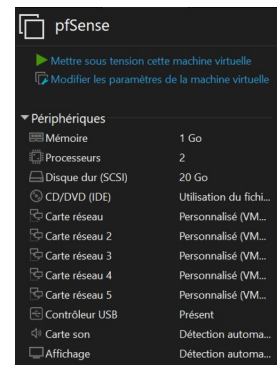 pfSense
Mettre sous tension cette machine virtuelle
Modifier les paramètres de la machine virtuelle
Périphériques
Mémoire 1 Go
Processeurs 2
Disque dur (SCSI) 20 Go
CD/DVD (IDE) Utilisation du fichi...
Carte réseau Personnalisé (VM...
Carte réseau 2 Personnalisé (VM...
Carte réseau 3 Personnalisé (VM...
Carte réseau 4 Personnalisé (VM...
Carte réseau 5 Personnalisé (VM...
Contrôleur USB Présent
Carte son Détection automa...
Affichage Détection automa...